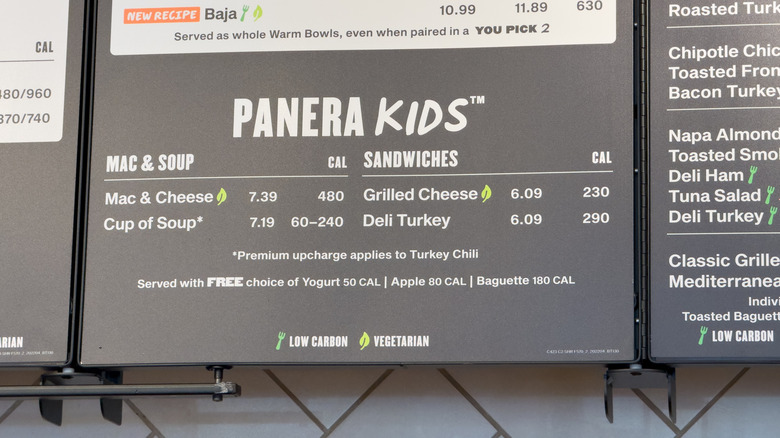 NEW RECIPE Baja 10.99 11.89 630
Served as whole Warm Bowls, even when paired in a YOU PICK 2
CAL
480/960
370/740
PANERA KIDS™
MAC & SOUP CAL
Mac & Cheese 7.39 480
Cup of Soup* 7.19 60–240
SANDWICHES CAL
Grilled Cheese 6.09 230
Deli Turkey 6.09 290
*Premium upcharge applies to Turkey Chili
Served with FREE choice of Yogurt 50 CAL | Apple 80 CAL | Baguette 180 CAL
LOW CARBON VEGETARIAN
ARIAN
Roasted Turk
Chipotle Chic
Toasted Fron
Bacon Turkey
Napa Almond
Toasted Smo
Deli Ham
Tuna Salad
Deli Turkey
Classic Grille
Mediterranea
Indivi
Toasted Baguett
LOW CARBON